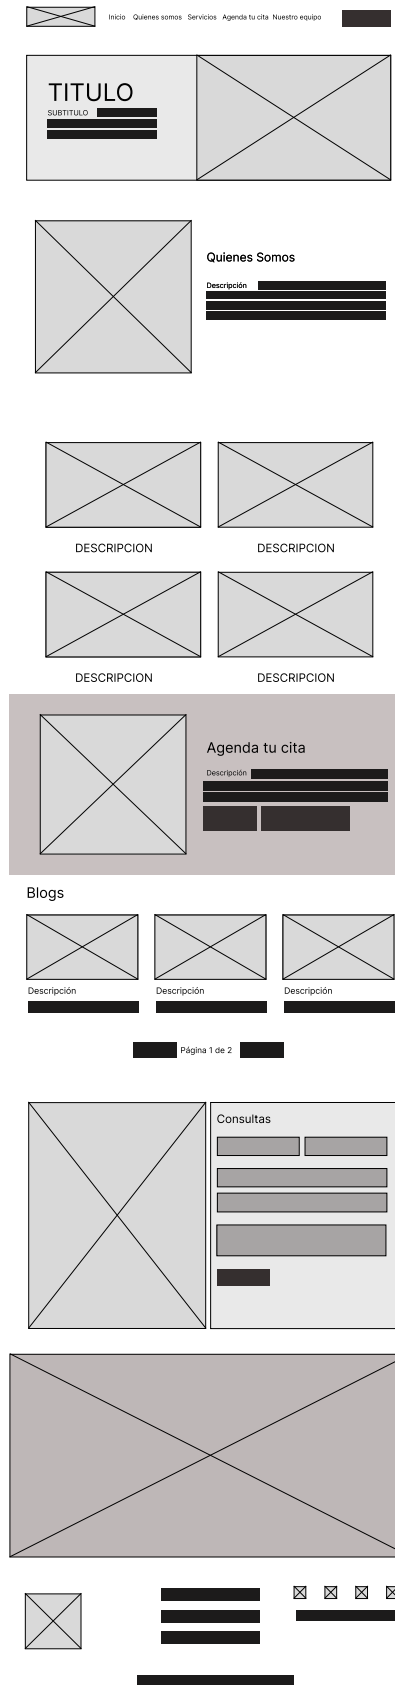 Inicio Quienes somos Servicios Agenda tu cita Nuestro equipo
TITULO
SUBTITULO
Quienes Somos
Descripción
DESCRIPCION DESCRIPCION
DESCRIPCION DESCRIPCION
Agenda tu cita
Descripción
Blogs
Descripción Descripción Descripción
Página 1 de 2
Consultas